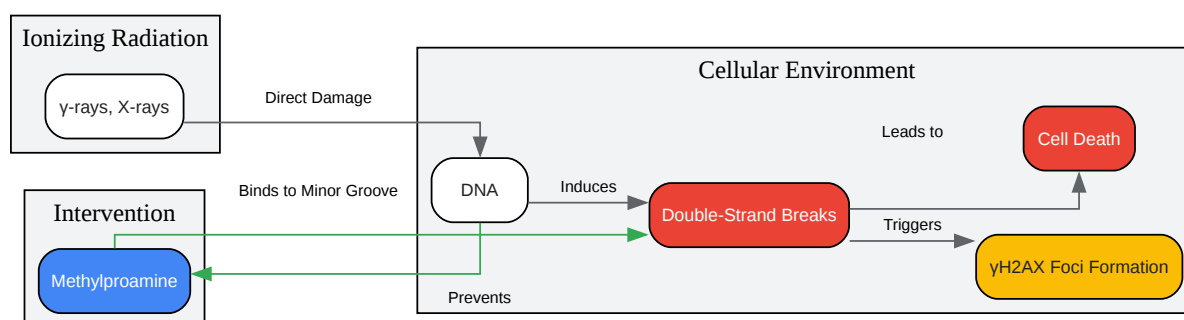 Ionizing Radiation
γ-rays, X-rays
Direct Damage
Cellular Environment
Leads to
Cell Death
Intervention
Binds to Minor Groove
DNA
Induces
Double-Strand Breaks
Triggers
Methylproamine
γH2AX Foci Formation
Prevents